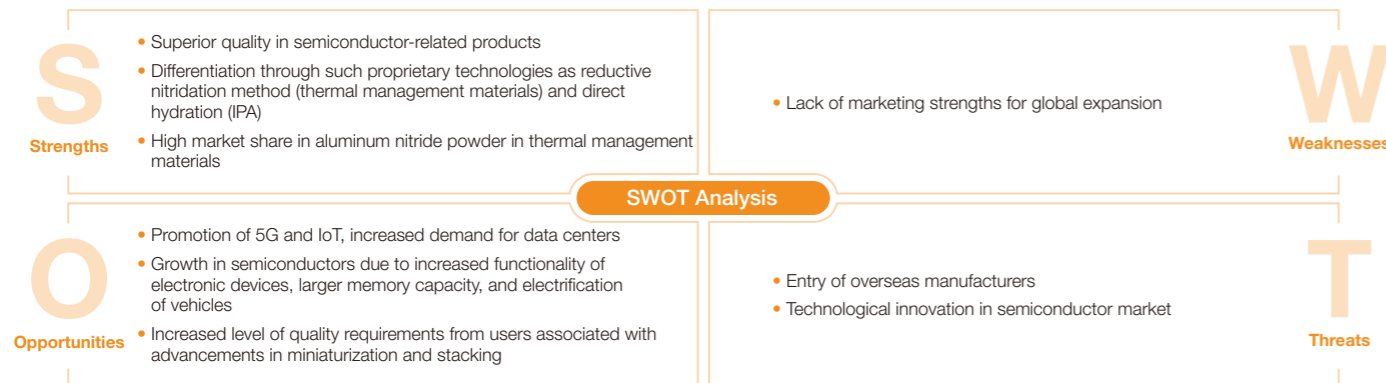 S
Strengths
• Superior quality in semiconductor-related products
• Differentiation through such proprietary technologies as reductive
nitridation method (thermal management materials) and direct
hydration (IPA)
• High market share in aluminum nitride powder in thermal management
materials
• Lack of marketing strengths for global expansion
W
Weaknesses
SWOT Analysis
O
Opportunities
• Promotion of 5G and IoT, increased demand for data centers
• Growth in semiconductors due to increased functionality of
electronic devices, larger memory capacity, and electrification
of vehicles
• Increased level of quality requirements from users associated with
advancements in miniaturization and stacking
• Entry of overseas manufacturers
• Technological innovation in semiconductor market
T
Threats